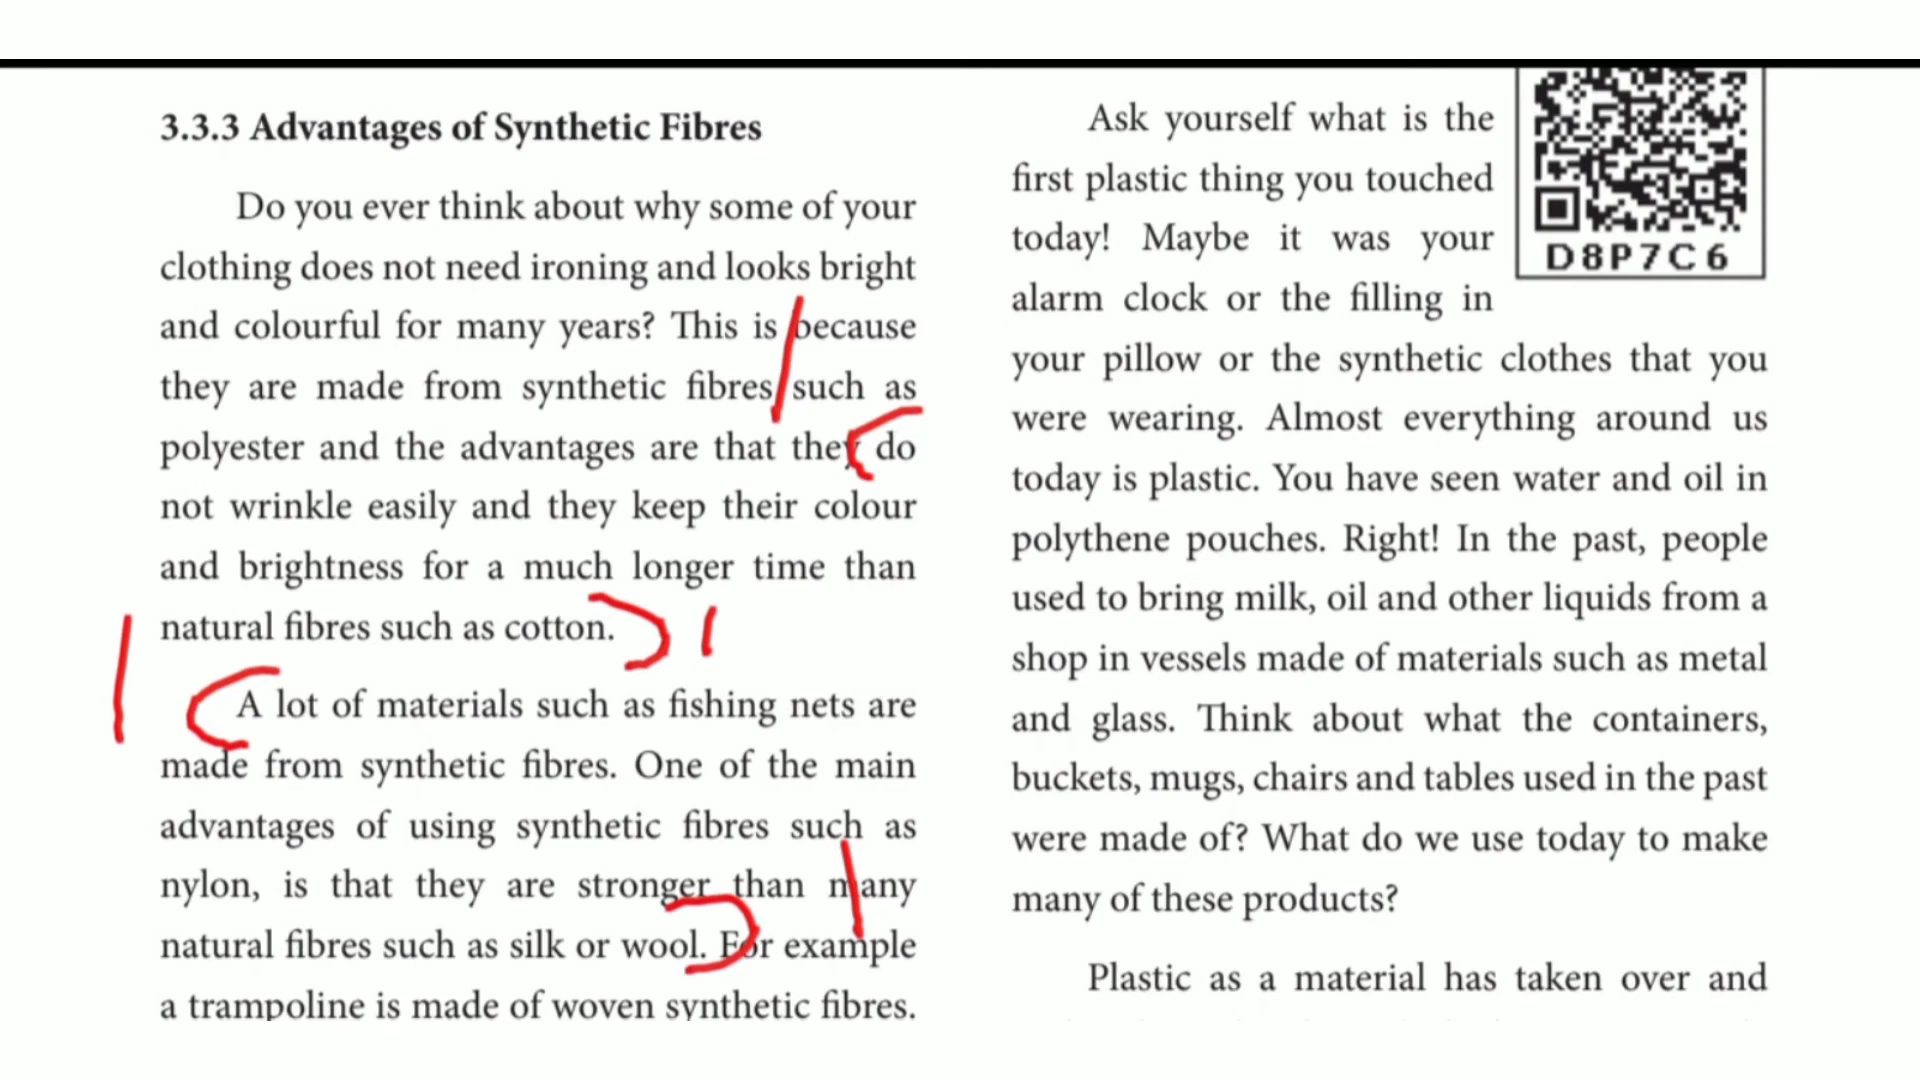 3.3.3 Advantages of Synthetic Fibres
Do you ever think about why some of your
clothing does not need ironing and looks bright
and colourful for many years? This is because
they are made from synthetic fibres such as
polyester and the advantages are that they do
not wrinkle easily and they keep their colour
and brightness for a much longer time than
natural fibres such as cotton.
A lot of materials such as fishing nets are
made from synthetic fibres. One of the main
advantages of using synthetic fibres such as
nylon, is that they are stronger than many
natural fibres such as silk or wool. For example
a trampoline is made of woven synthetic fibres.
Ask yourself what is the
first plastic thing you touched
today! Maybe it was your
alarm clock or the filling in
your pillow or the synthetic clothes that you
were wearing. Almost everything around us
today is plastic. You have seen water and oil in
polythene pouches. Right! In the past, people
used to bring milk, oil and other liquids from a
shop in vessels made of materials such as metal
and glass. Think about what the containers,
buckets, mugs, chairs and tables used in the past
were made of? What do we use today to make
many of these products?
Plastic as a material has taken over and
D8P7C6